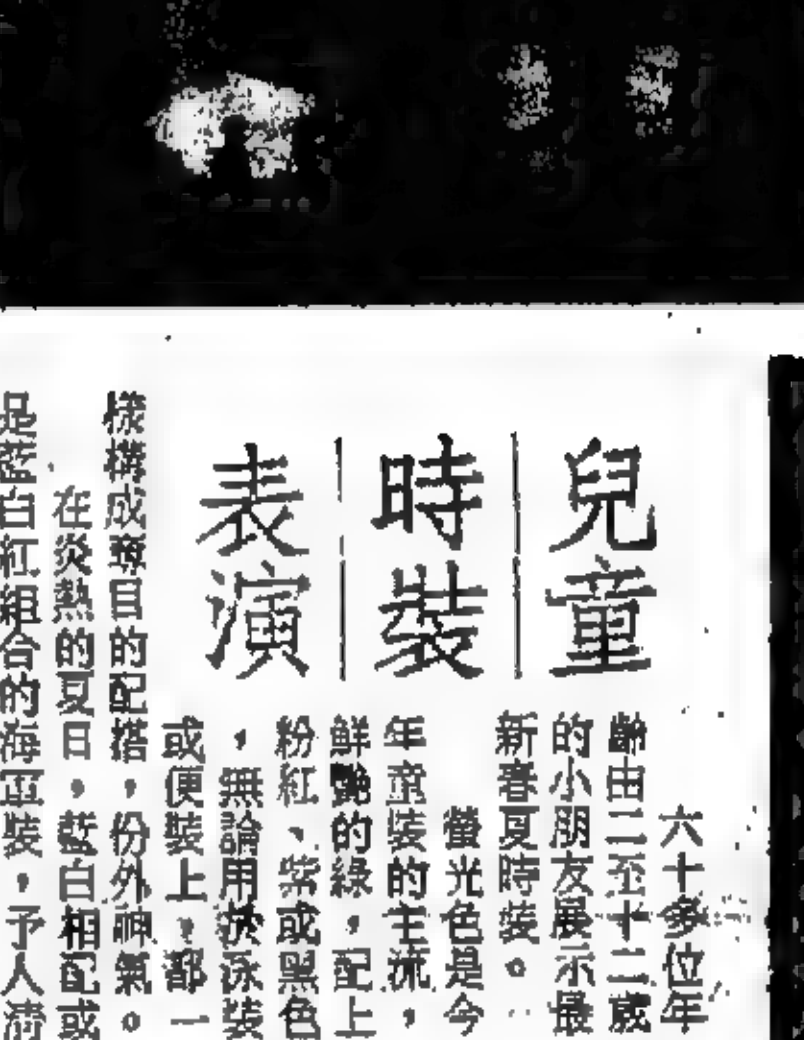 兒童
時裝
表演
六十多位年
齡由二至十二歲
的小朋友展示最
新春夏時裝。
螢光色是今
年童裝的主流，
鮮艷的綠，配上
粉紅、紫或黑色
，無論用於泳裝
或便裝上，都一
樣構成奪目的配搭，份外神氣。
在炎熱的夏日，藍白相配或
是藍白紅組合的海軍裝，予人清